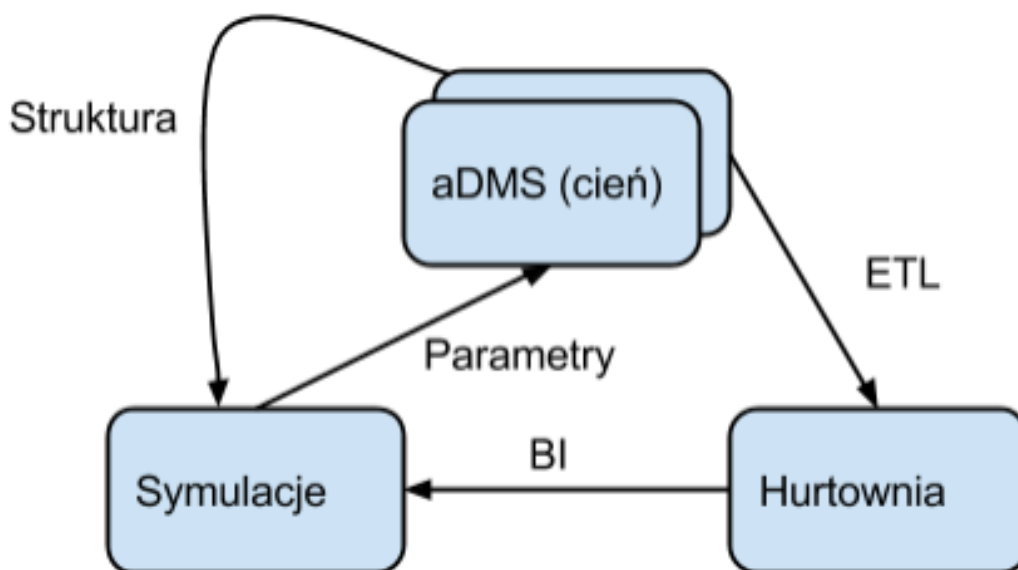 Struktura
aDMS (cień)
ETL
Parametry
BI
Symulacje
Hurtownia